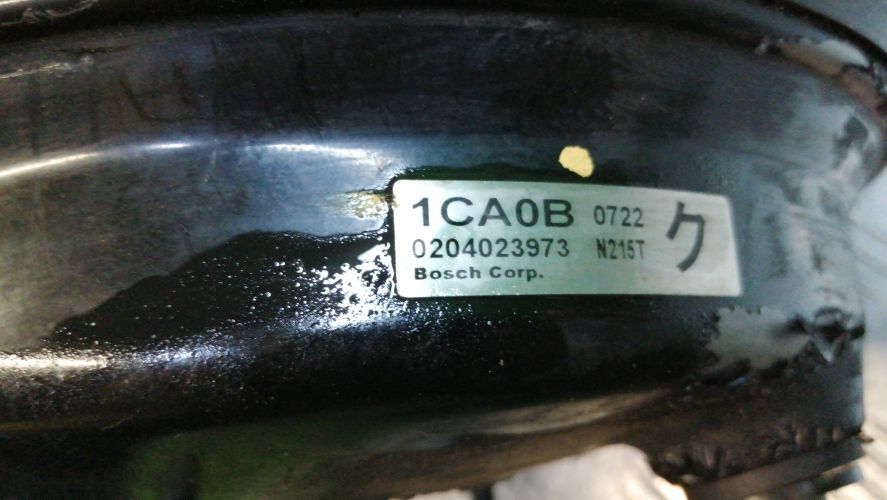 1CA0B 0722 ク
0204023973 N215T
Bosch Corp.